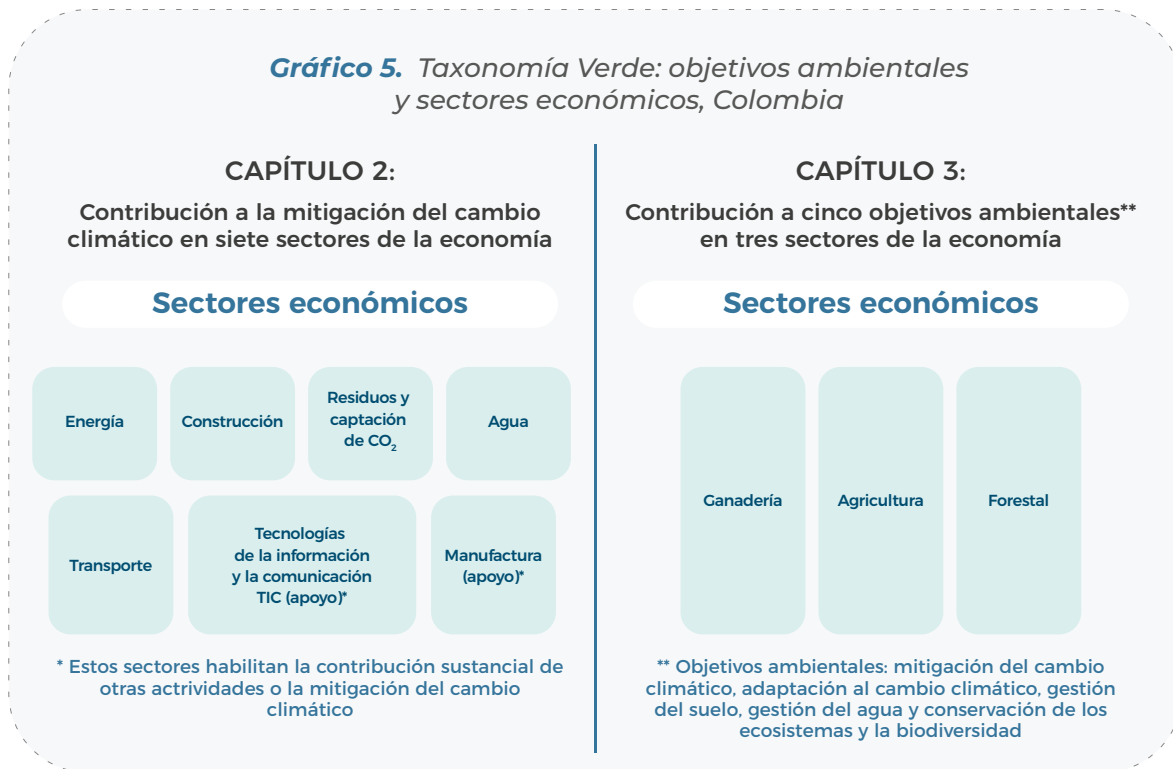 Gráfico 5. Taxonomía Verde: objetivos ambientales
y sectores económicos, Colombia
CAPÍTULO 2:
Contribución a la mitigación del cambio
climático en siete sectores de la economía
Sectores económicos
Energía
Construcción
Residuos y
captación
de CO₂
Agua
Transporte
Tecnologías
de la información
y la comunicación
TIC (apoyo)*
Manufactura
(apoyo)*
* Estos sectores habilitan la contribución sustancial de
otras actrividades o la mitigación del cambio
climático
CAPÍTULO 3:
Contribución a cinco objetivos ambientales**
en tres sectores de la economía
Sectores económicos
Ganadería
Agricultura
Forestal
** Objetivos ambientales: mitigación del cambio
climático, adaptación al cambio climático, gestión
del suelo, gestión del agua y conservación de los
ecosistemas y la biodiversidad